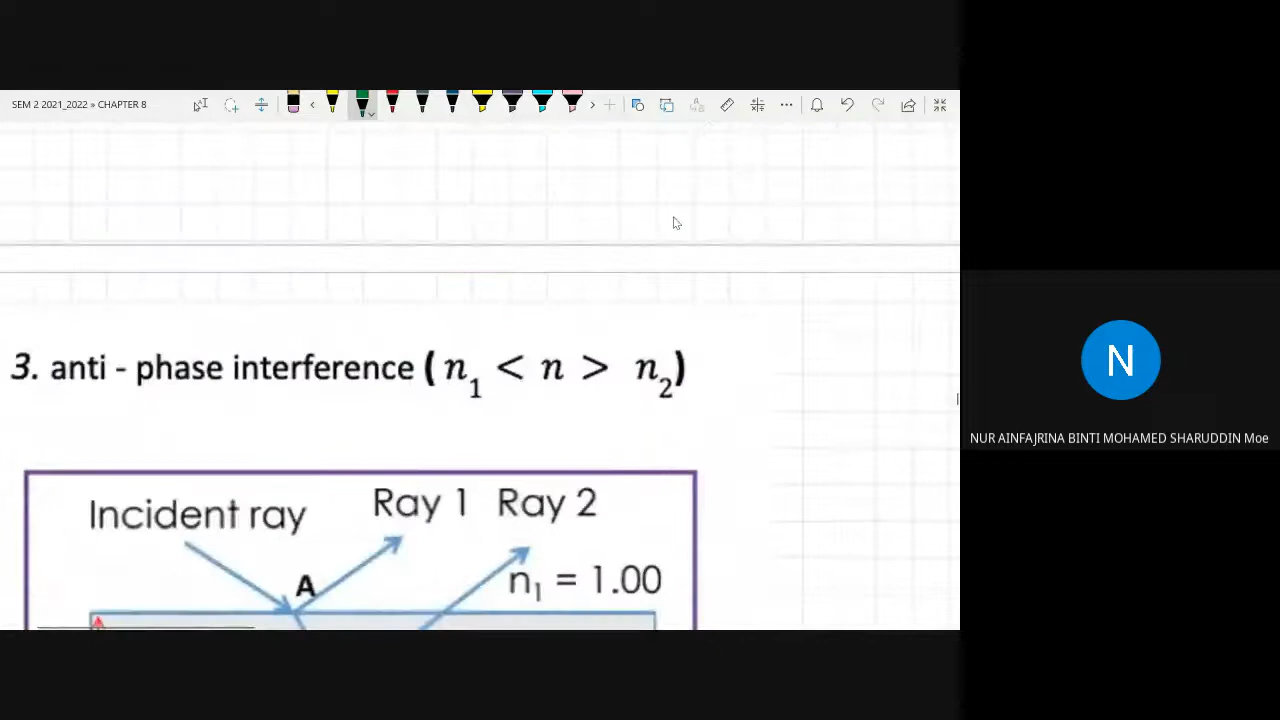 SEM 2 2021_2022 » CHAPTER 8
3. anti - phase interference ( n₁ < n > n₂)
Incident ray
Ray 1 Ray 2
A
n₁ = 1.00
N
NUR AINFAJRINA BINTI MOHAMED SHARUDDIN Moe